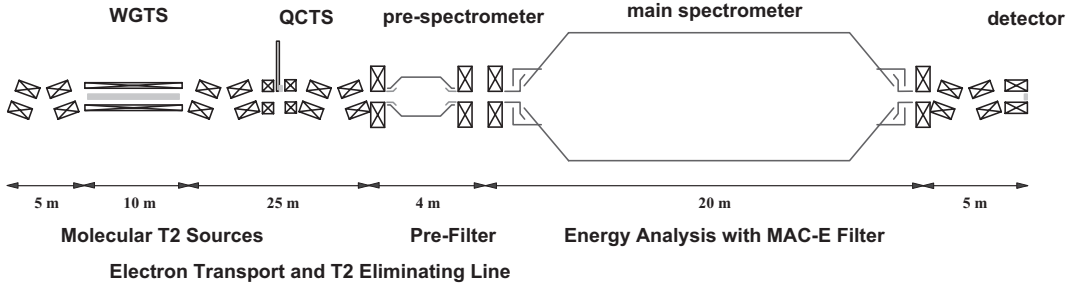 WGTS QCTS pre-spectrometer main spectrometer detector
5 m 10 m 25 m 4 m 20 m 5 m
Molecular T2 Sources Pre-Filter Energy Analysis with MAC-E Filter
Electron Transport and T2 Eliminating Line